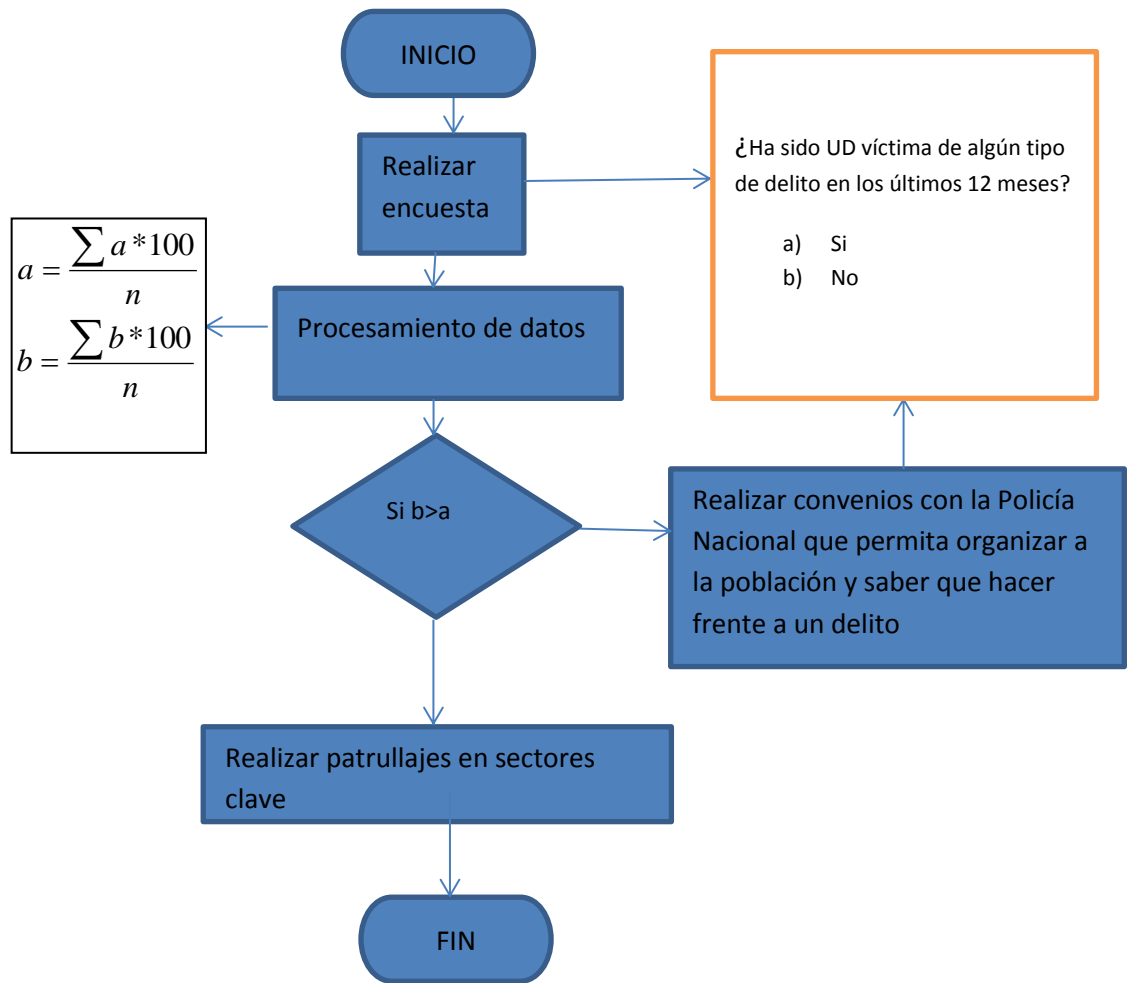 INICIO
Realizar
encuesta
¿Ha sido UD víctima de algún tipo
de delito en los últimos 12 meses?
a) Si
b) No
a = ∑ a * 100 / n
b = ∑ b * 100 / n
Procesamiento de datos
Si b>a
Realizar convenios con la Policía
Nacional que permita organizar a
la población y saber que hacer
frente a un delito
Realizar patrullajes en sectores
clave
FIN